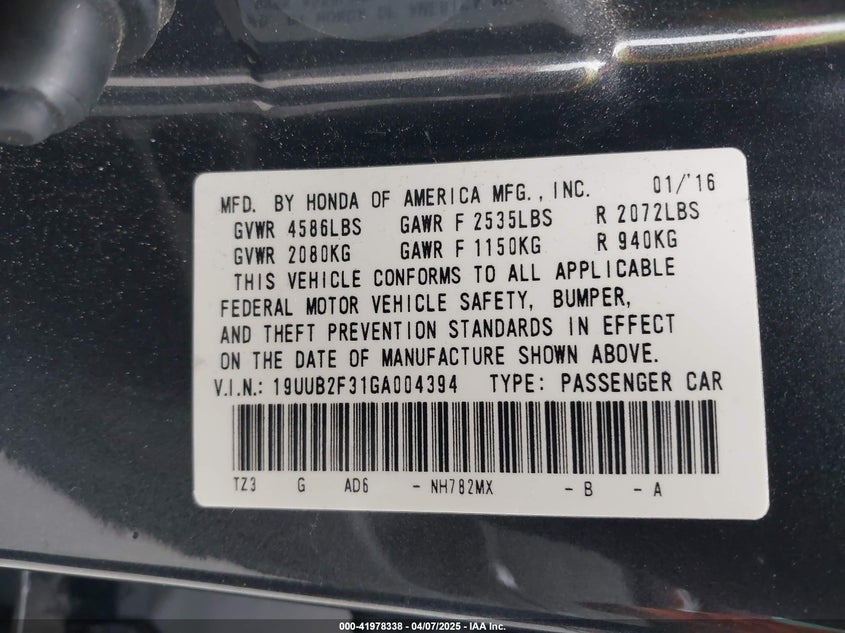 MFD. BY HONDA OF AMERICA MFG., INC. 01/'16
GVWR 4586LBS GAWR F 2535LBS R 2072LBS
GVWR 2080KG GAWR F 1150KG R 940KG
THIS VEHICLE CONFORMS TO ALL APPLICABLE
FEDERAL MOTOR VEHICLE SAFETY, BUMPER,
AND THEFT PREVENTION STANDARDS IN EFFECT
ON THE DATE OF MANUFACTURE SHOWN ABOVE.
V.I.N.: 19UUB2F31GA004394 TYPE: PASSENGER CAR
TZ3 G AD6 - NH782MX - B - A
000-41978338 - 04/07/2025 - IAA Inc.